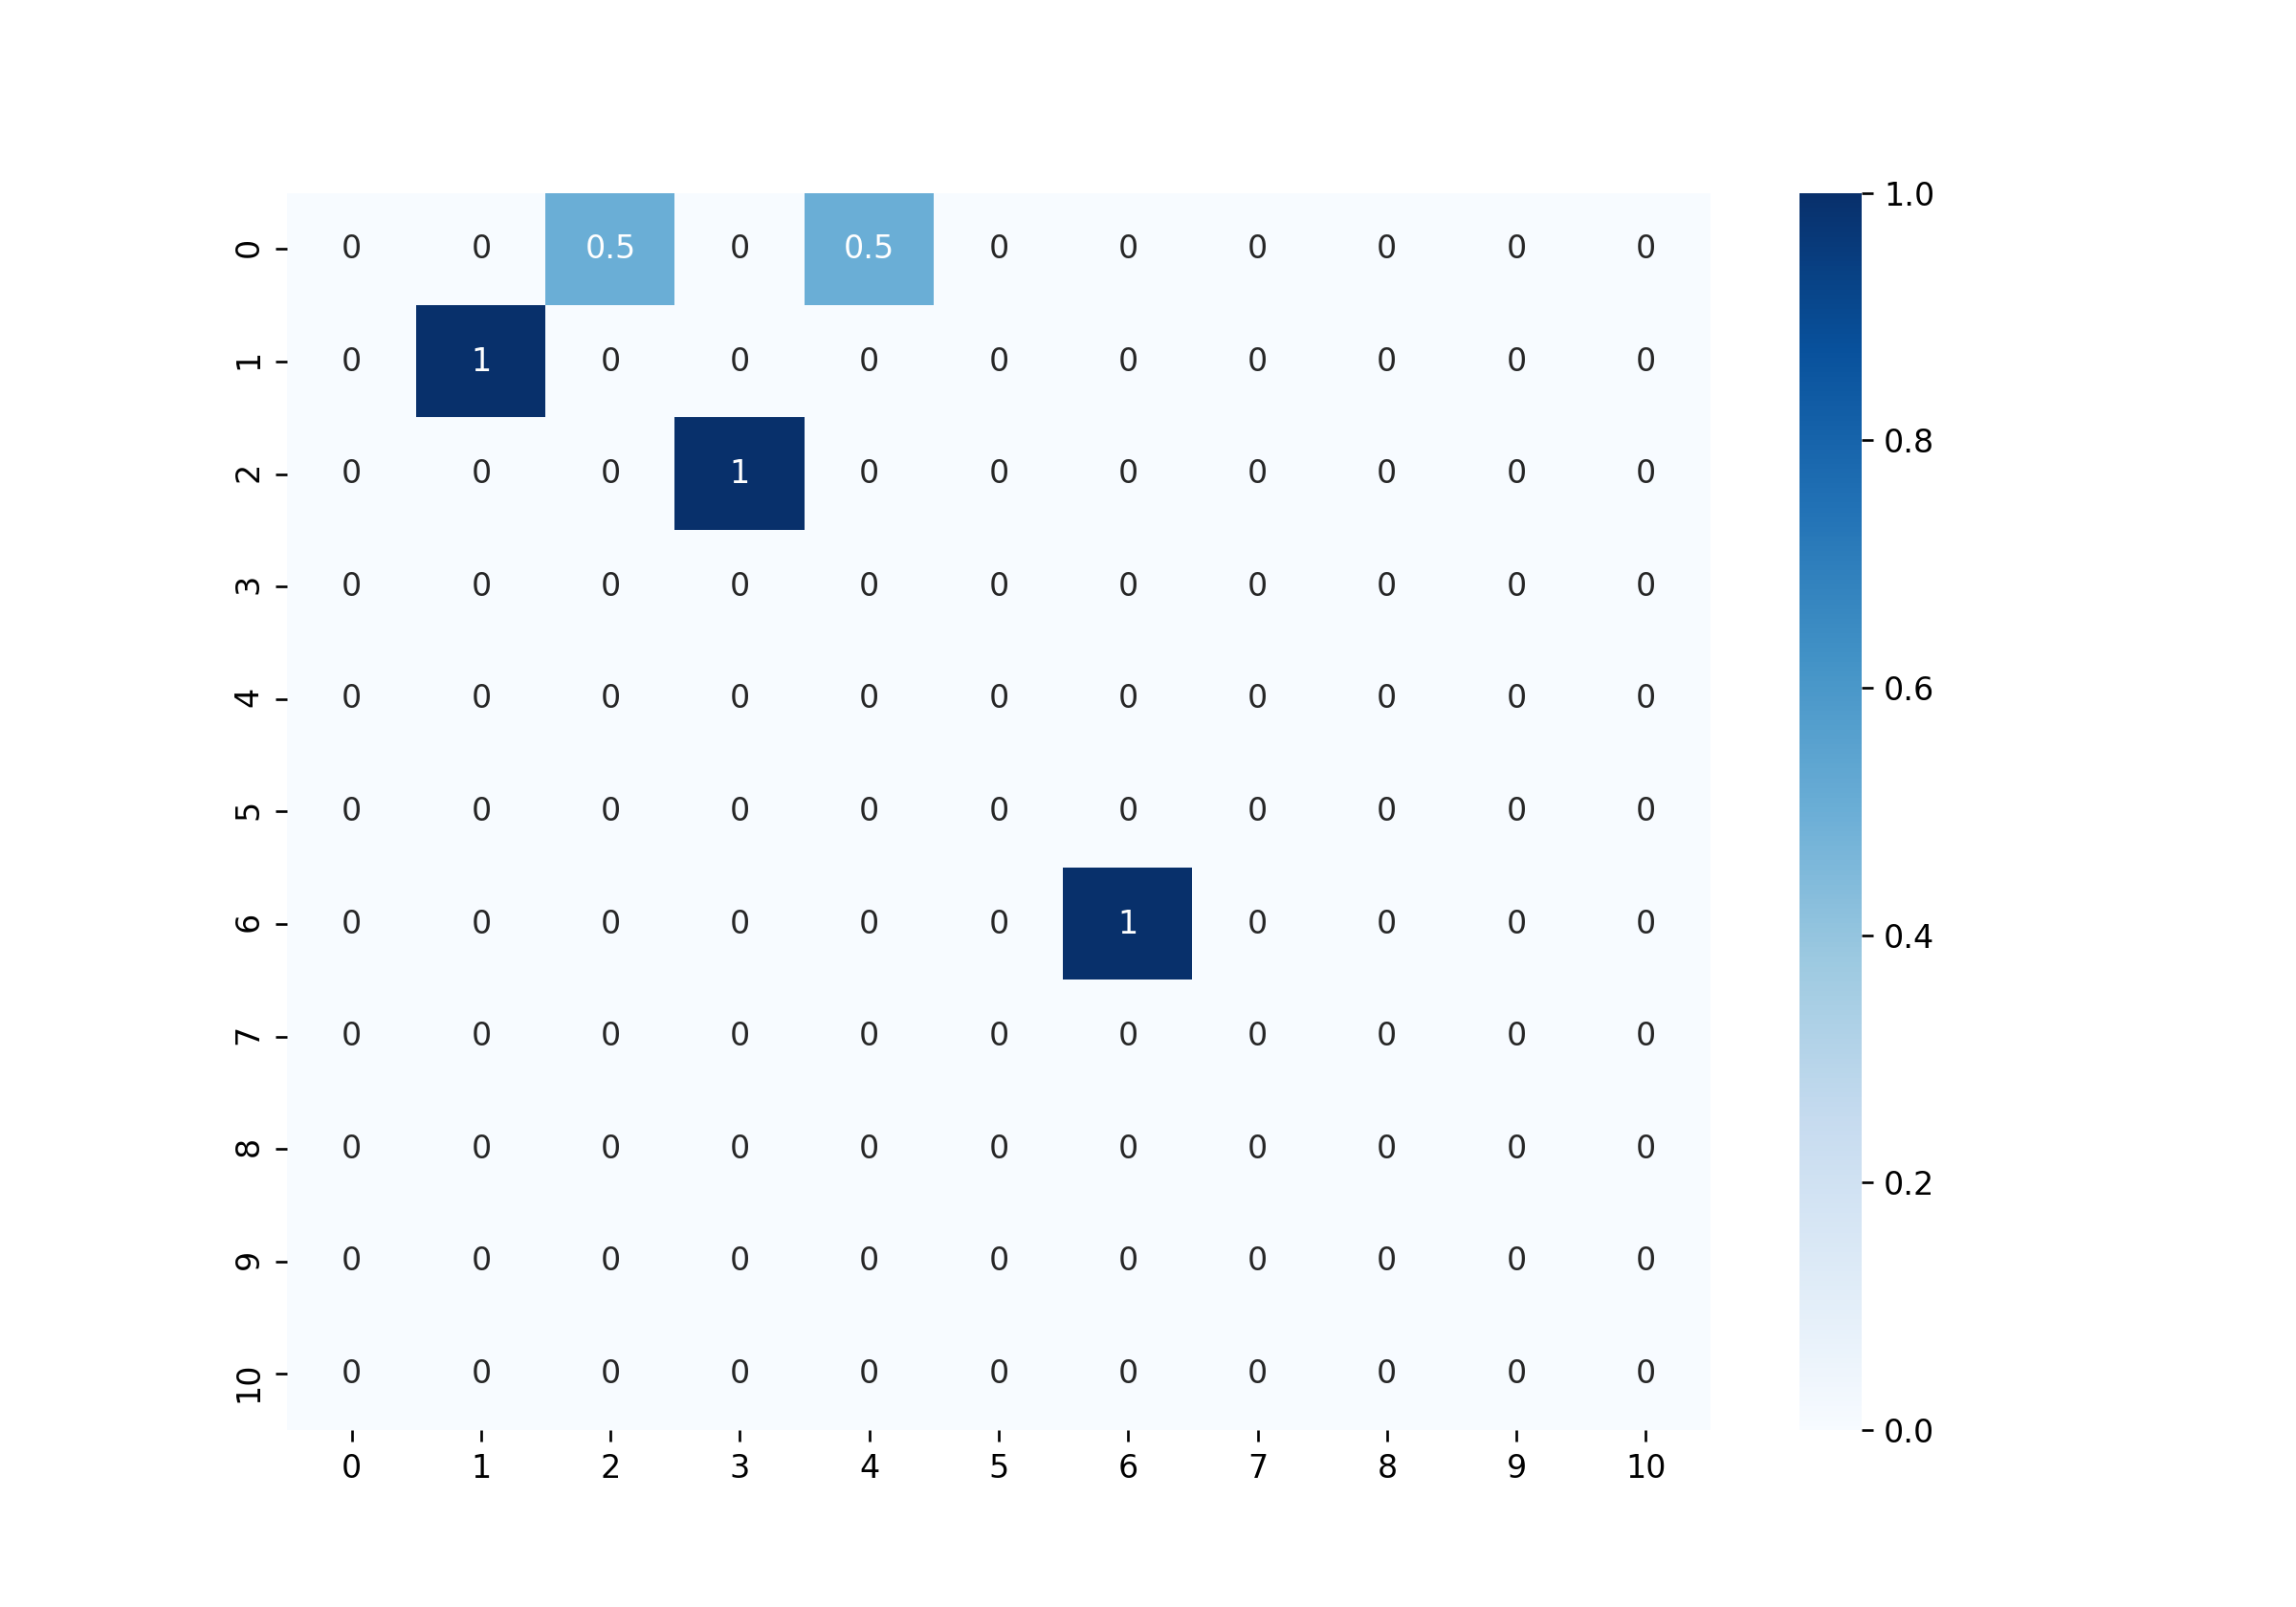 0 0 0 0.5 0 0.5 0 0 0 0 0 0
1 0 1 0 0 0 0 0 0 0 0 0
2 0 0 0 1 0 0 0 0 0 0 0
3 0 0 0 0 0 0 0 0 0 0 0
4 0 0 0 0 0 0 0 0 0 0 0
5 0 0 0 0 0 0 0 0 0 0 0
6 0 0 0 0 0 0 1 0 0 0 0
7 0 0 0 0 0 0 0 0 0 0 0
8 0 0 0 0 0 0 0 0 0 0 0
9 0 0 0 0 0 0 0 0 0 0 0
10 0 0 0 0 0 0 0 0 0 0 0
0 1 2 3 4 5 6 7 8 9 10
1.0
0.8
0.6
0.4
0.2
0.0